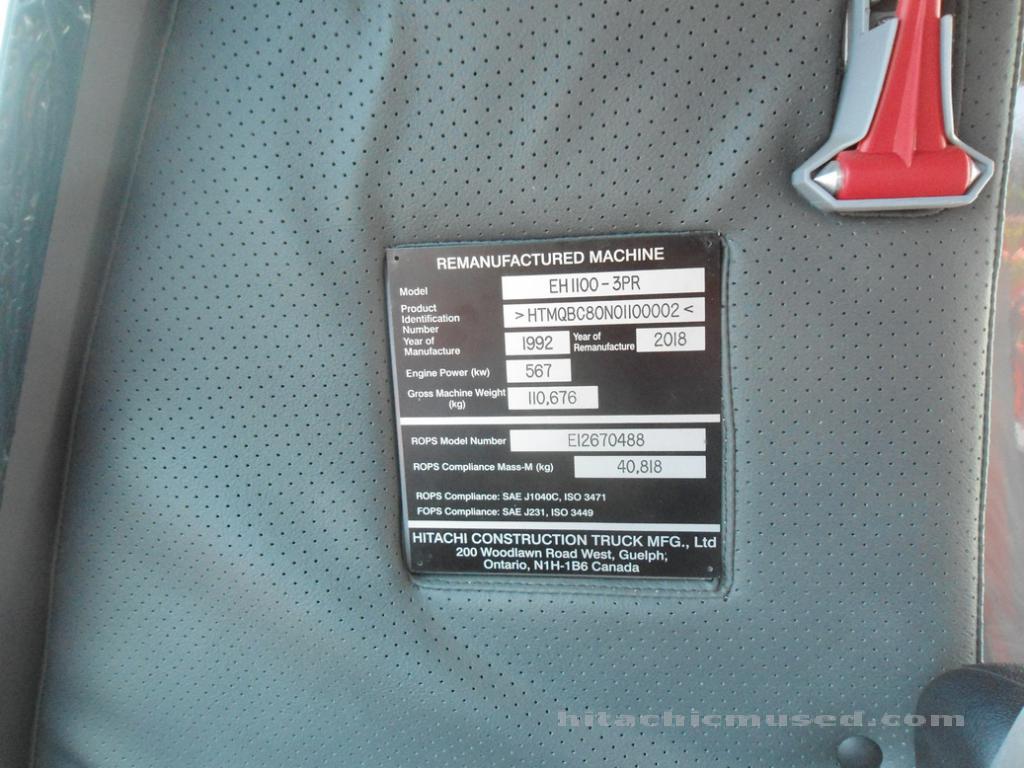 REMANUFACTURED MACHINE
Model EH1100-3PR
Product Identification Number >HTMQBC80N01100002<
Year of Manufacture 1992 Year of Remanufacture 2018
Engine Power (kw) 567
Gross Machine Weight (kg) 110,676
ROPS Model Number E12670488
ROPS Compliance Mass-M (kg) 40,818
ROPS Compliance: SAE J1040C, ISO 3471
FOPS Compliance: SAE J231, ISO 3449
HITACHI CONSTRUCTION TRUCK MFG., Ltd
200 Woodlawn Road West, Guelph,
Ontario, N1H-1B6 Canada
hitachicmused.com